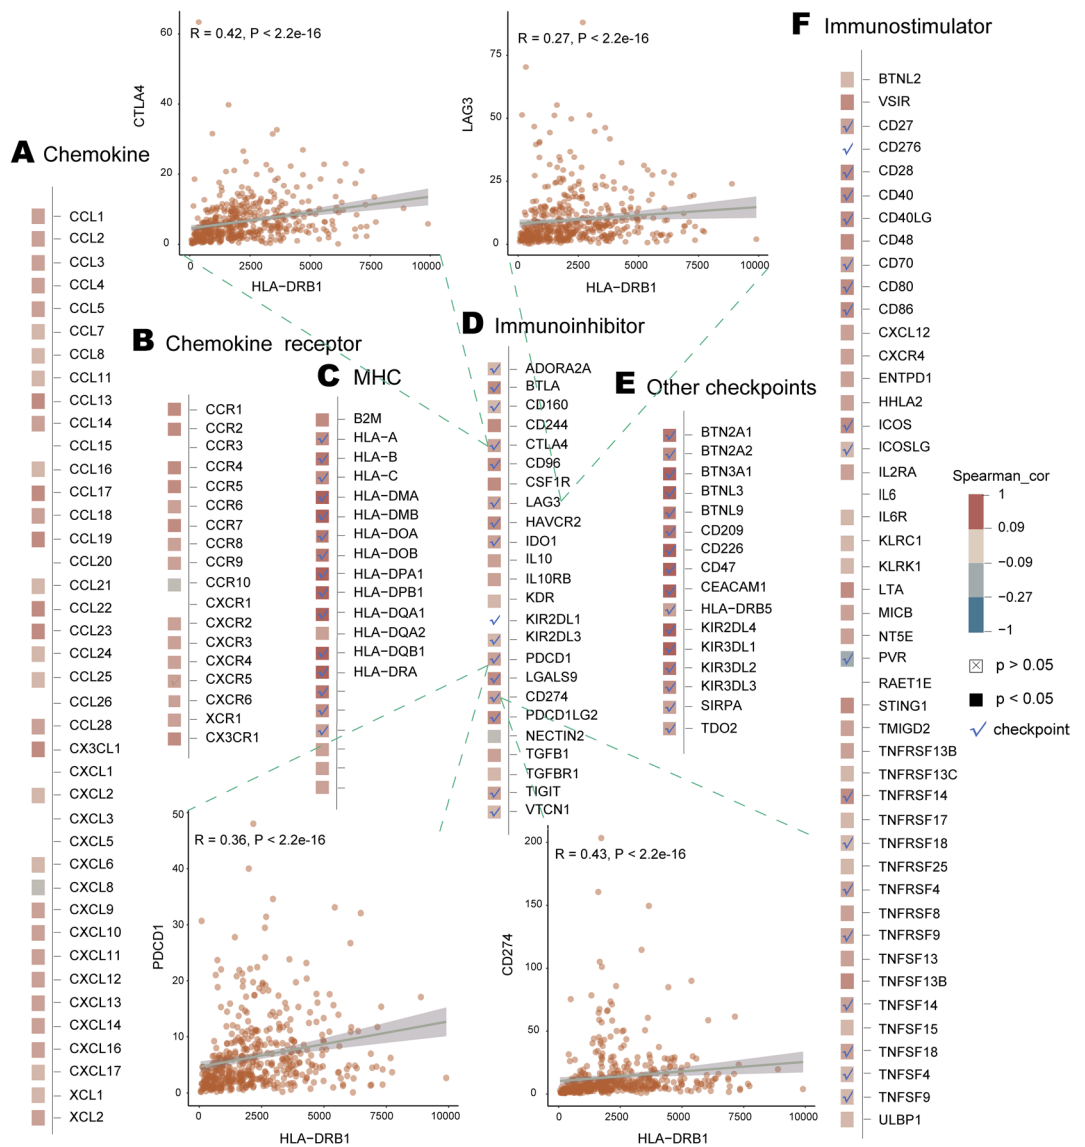 R = 0.42, P < 2.2e-16
60
40
20
0
CTLA4
0 2500 5000 7500 10000
HLA-DRB1
R = 0.27, P < 2.2e-16
75
50
25
0
LAG3
0 2500 5000 7500 10000
HLA-DRB1
A Chemokine
CCL1
CCL2
CCL3
CCL4
CCL5
CCL7
CCL8
CCL11
CCL13
CCL14
CCL15
CCL16
CCL17
CCL18
CCL19
CCL20
CCL21
CCL22
CCL23
CCL24
CCL25
CCL26
CCL28
CX3CL1
CXCL1
CXCL2
CXCL3
CXCL5
CXCL6
CXCL8
CXCL9
CXCL10
CXCL11
CXCL12
CXCL13
CXCL14
CXCL16
CXCL17
XCL1
XCL2
B Chemokine receptor
CCR1
CCR2
CCR3
CCR4
CCR5
CCR6
CCR7
CCR8
CCR9
CCR10
CXCR1
CXCR2
CXCR3
CXCR4
CXCR5
CXCR6
XCR1
CX3CR1
C MHC
B2M
HLA-A
HLA-B
HLA-C
HLA-DMA
HLA-DMB
HLA-DOA
HLA-DOB
HLA-DPA1
HLA-DPB1
HLA-DQA1
HLA-DQA2
HLA-DQB1
HLA-DRA
D Immunoinhibitor
ADORA2A
BTLA
CD160
CD244
CTLA4
CD96
CSF1R
LAG3
HAVCR2
IDO1
IL10
IL10RB
KDR
KIR2DL1
KIR2DL3
PDCD1
LGALS9
CD274
PDCD1LG2
NECTIN2
TGFB1
TGFBR1
TIGIT
VTCN1
E Other checkpoints
BTN2A1
BTN2A2
BTN3A1
BTNL3
BTNL9
CD209
CD226
CD47
CEACAM1
HLA-DRB5
KIR2DL4
KIR3DL1
KIR3DL2
KIR3DL3
SIRPA
TDO2
F Immunostimulator
BTNL2
VSIR
CD27
CD276
CD28
CD40
CD40LG
CD48
CD70
CD80
CD86
CXCL12
CXCR4
ENTPD1
HHLA2
ICOS
ICOSLG
IL2RA
IL6
IL6R
KLRC1
KLRK1
LTA
MICB
NT5E
PVR
RAET1E
STING1
TMIGD2
TNFRSF13B
TNFRSF13C
TNFRSF14
TNFRSF17
TNFRSF18
TNFRSF25
TNFRSF4
TNFRSF8
TNFRSF9
TNFSF13
TNFSF13B
TNFSF14
TNFSF15
TNFSF18
TNFSF4
TNFSF9
ULBP1
Spearman_cor
1
0.09
-0.09
-0.27
-1
p > 0.05
p < 0.05
checkpoint
R = 0.36, P < 2.2e-16
50
40
30
20
10
0
PDCD1
0 2500 5000 7500 10000
HLA-DRB1
R = 0.43, P < 2.2e-16
200
150
100
50
0
CD274
0 2500 5000 7500 10000
HLA-DRB1